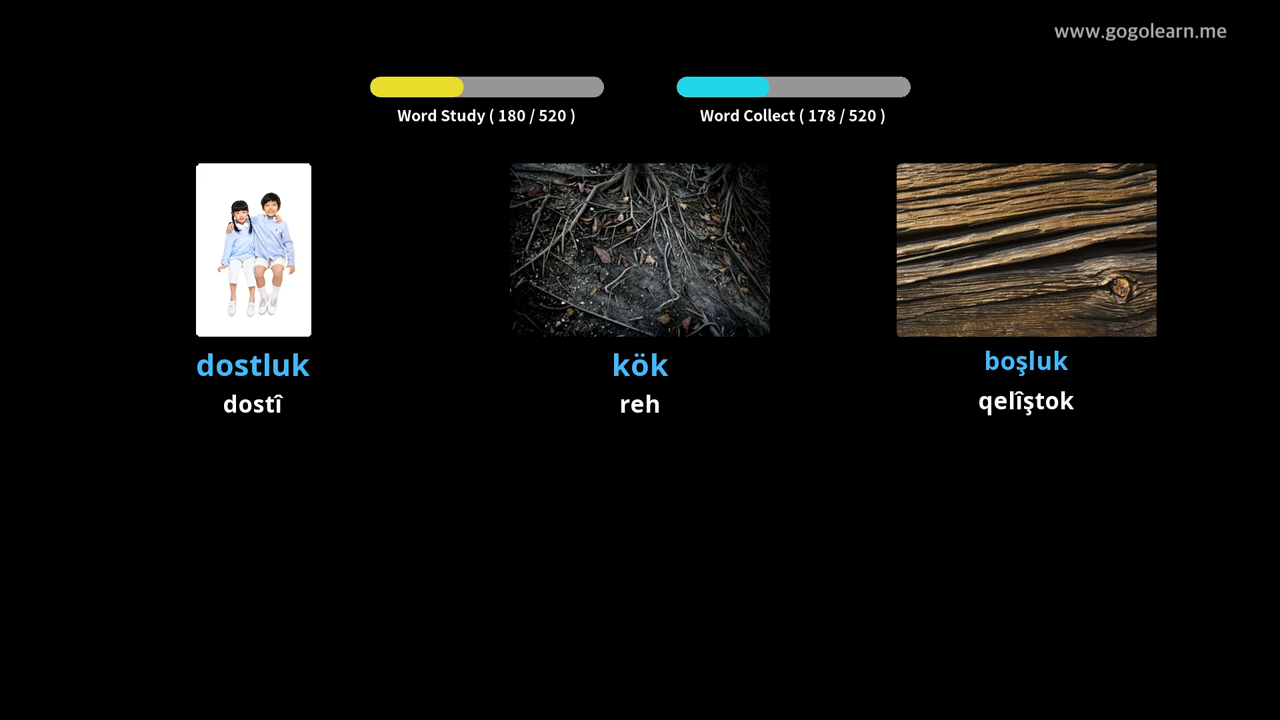 www.gogolearn.me
Word Study ( 180 / 520 )
Word Collect ( 178 / 520 )
dostluk
dostî
kök
reh
boşluk
qelîştok